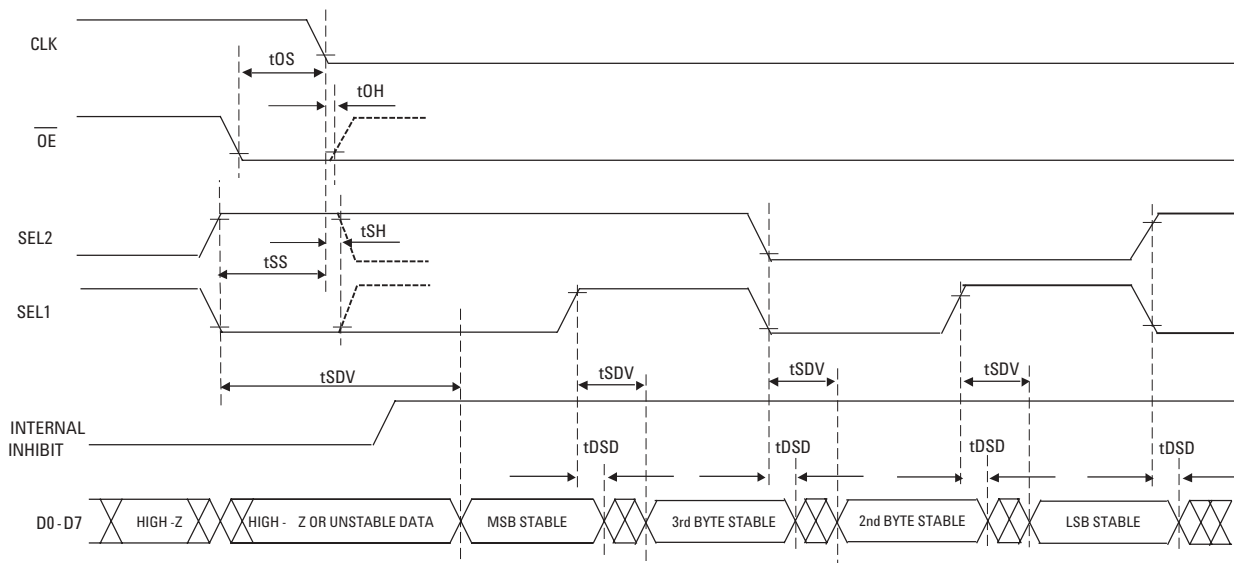 CLK
tOS
tOH
OE
SEL2
tSH
tSS
SEL1
tSDV
tSDV
tSDV
tSDV
INTERNAL
INHIBIT
tDSD
tDSD
tDSD
tDSD
D0 - D7
HIGH -Z
HIGH - Z OR UNSTABLE DATA
MSB STABLE
3rd BYTE STABLE
2nd BYTE STABLE
LSB STABLE